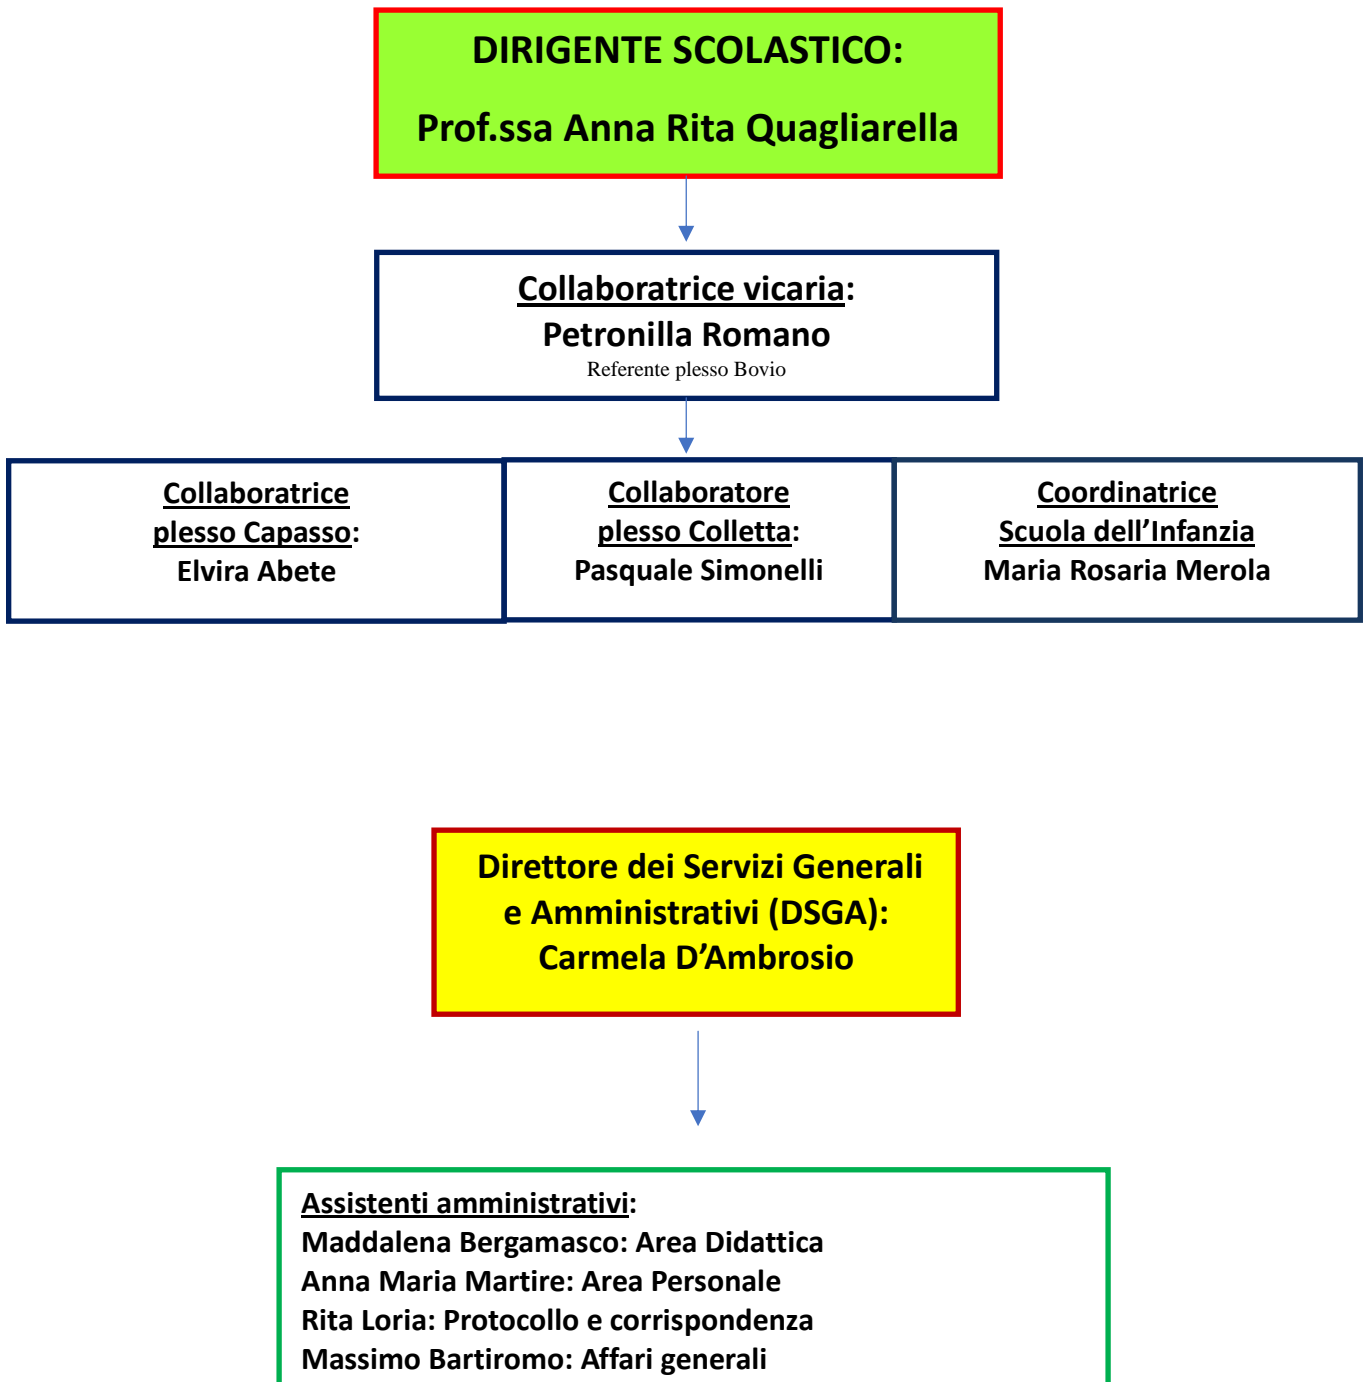 DIRIGENTE SCOLASTICO:
Prof.ssa Anna Rita Quagliarella
Collaboratrice vicaria:
Petronilla Romano
Referente plesso Bovio
Collaboratrice
plesso Capasso:
Elvira Abete
Collaboratore
plesso Colletta:
Pasquale Simonelli
Coordinatrice
Scuola dell’Infanzia
Maria Rosaria Merola
Direttore dei Servizi Generali
e Amministrativi (DSGA):
Carmela D’Ambrosio
Assistenti amministrativi:
Maddalena Bergamasco: Area Didattica
Anna Maria Martire: Area Personale
Rita Loria: Protocollo e corrispondenza
Massimo Bartiromo: Affari generali